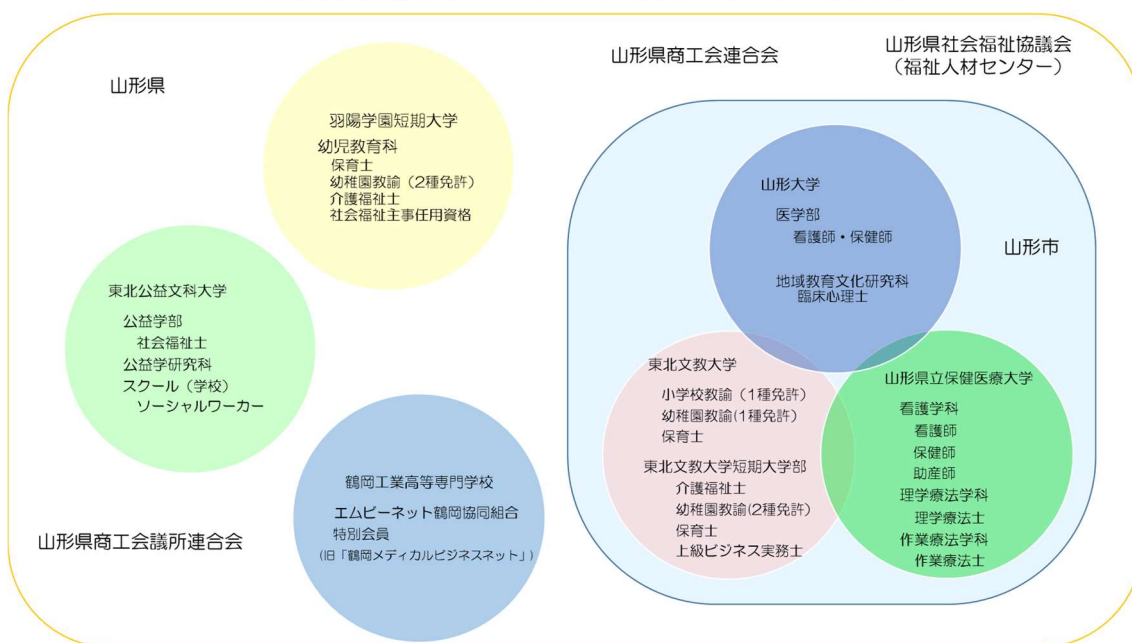 山形県
羽陽学園短期大学
幼児教育科
保育士
幼稚園教諭（2種免許）
介護福祉士
社会福祉主事任用資格
東北公益文科大学
公益学部
社会福祉士
公益学研究科
スクール（学校）
ソーシャルワーカー
鶴岡工業高等専門学校
エムビーネット鶴岡協同組合
特別会員
(旧「鶴岡メディカルビジネスネット」)
山形県商工会議所連合会
山形県商工会連合会
山形県社会福祉協議会
（福祉人材センター）
山形大学
医学部
看護師・保健師
地域教育文化研究科
臨床心理士
山形市
東北文教大学
小学校教諭（1種免許）
幼稚園教諭(1種免許)
保育士
東北文教大学短期大学部
介護福祉士
幼稚園教諭(2種免許)
保育士
上級ビジネス実務士
山形県立保健医療大学
看護学科
看護師
保健師
助産師
理学療法学科
理学療法士
作業療法学科
作業療法士